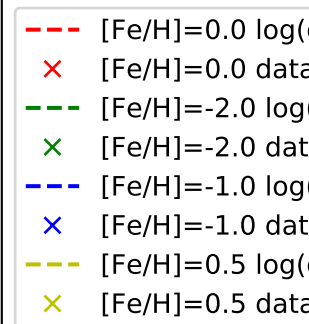 [Fe/H]=0.0 log(
[Fe/H]=0.0 data
[Fe/H]=-2.0 log
[Fe/H]=-2.0 dat
[Fe/H]=-1.0 log
[Fe/H]=-1.0 dat
[Fe/H]=0.5 log(
[Fe/H]=0.5 data